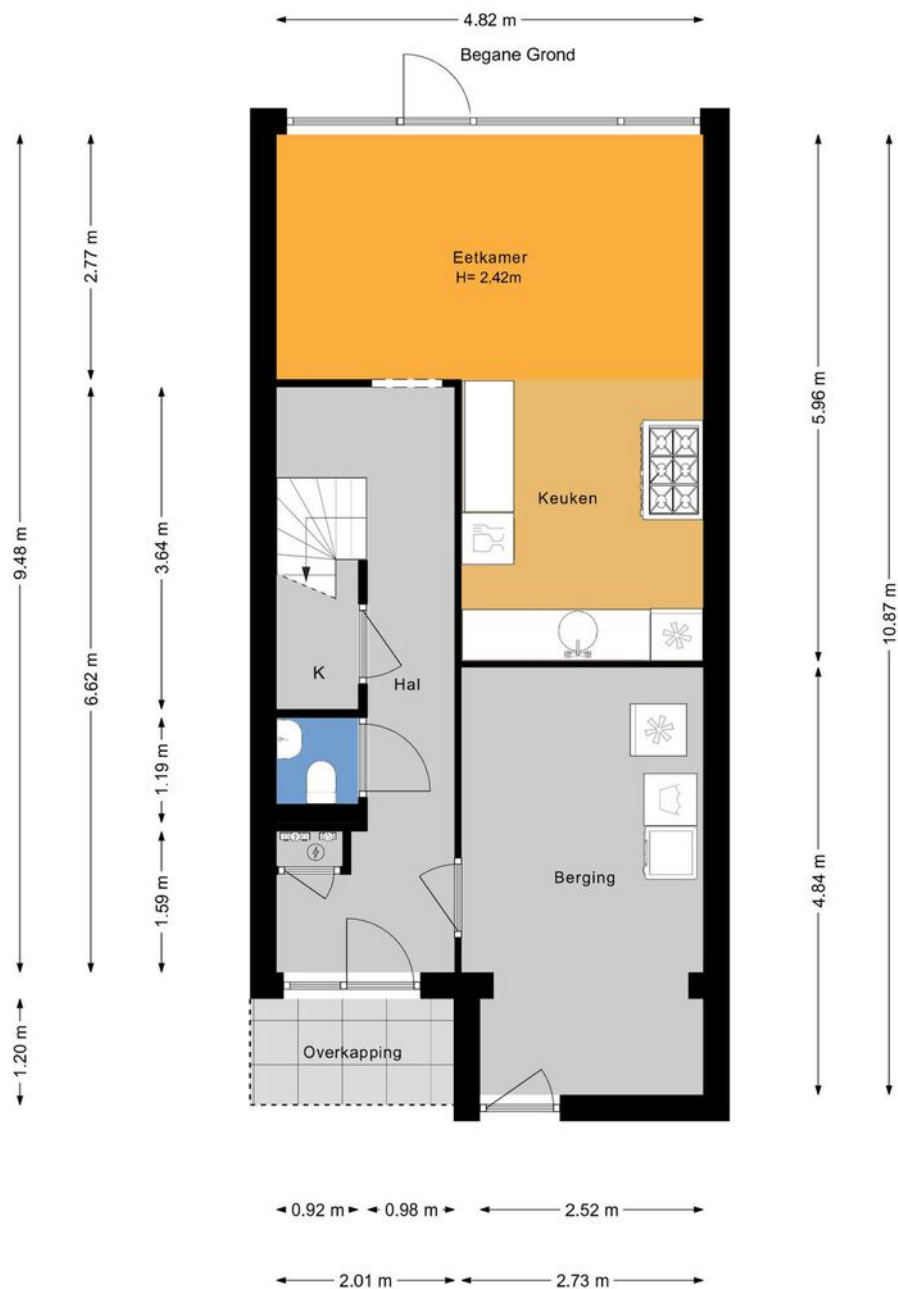 4.82 m
Begane Grond
Eetkamer
H= 2,42m
2.77 m
5.96 m
Keuken
9.48 m
3.64 m
10.87 m
6.62 m
K
Hal
1.19 m
Berging
1.59 m
4.84 m
Overkapping
1.20 m
0.92 m
0.98 m
2.52 m
2.01 m
2.73 m